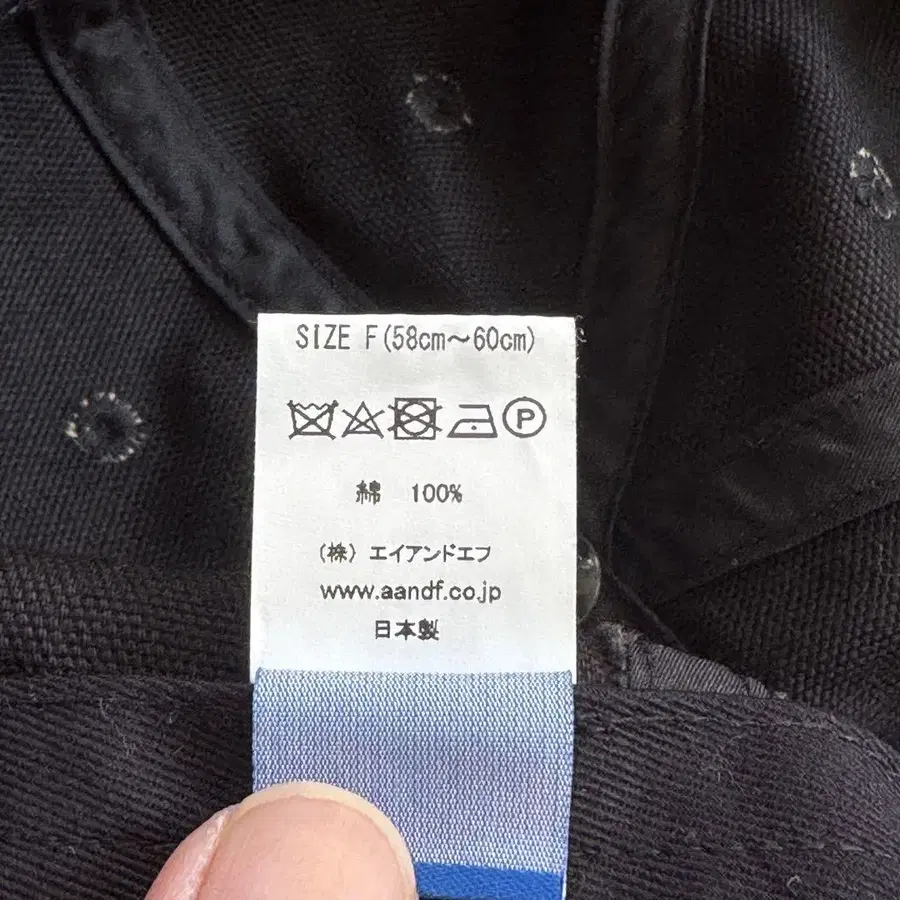 SIZE F(58cm～60cm)
P
綿 100%
(株) エイアンドエフ
www.aandf.co.jp
日本製